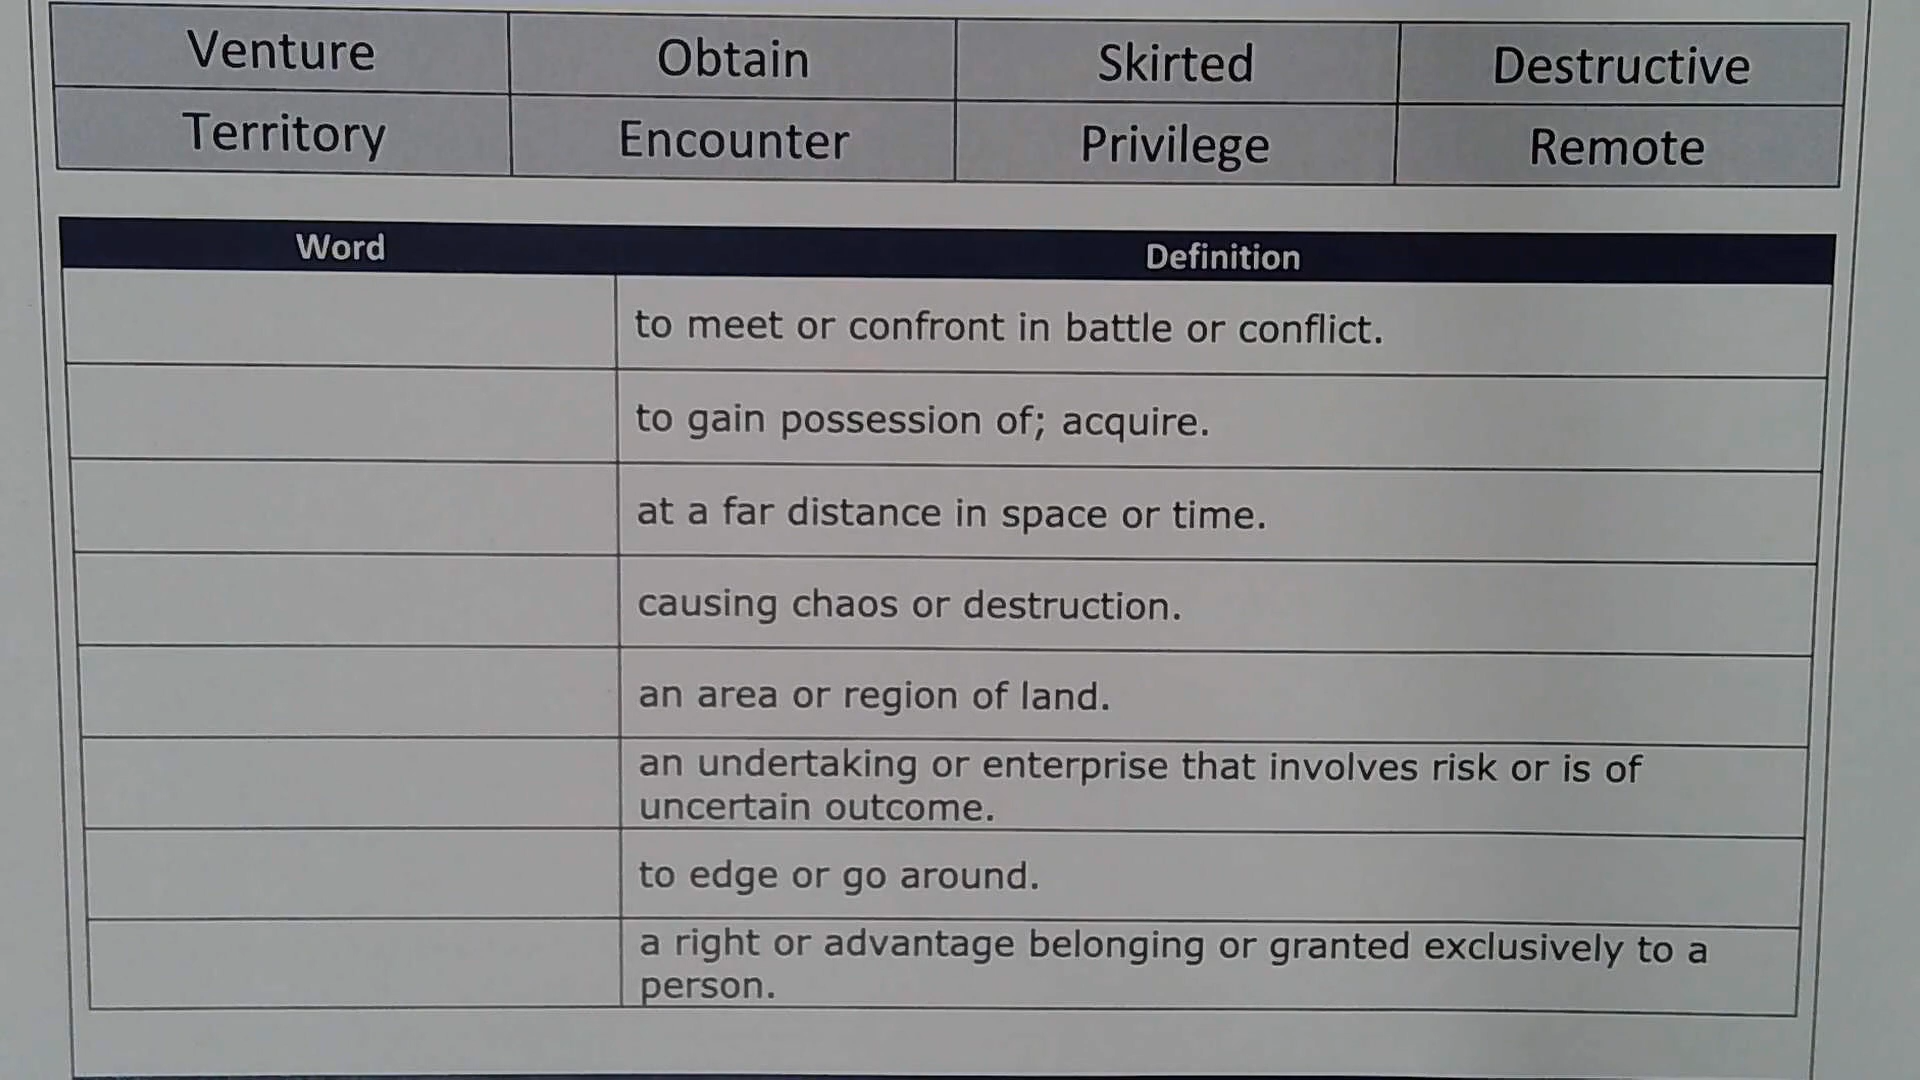 Venture Obtain Skirted Destructive
Territory Encounter Privilege Remote
Word Definition
to meet or confront in battle or conflict.
to gain possession of; acquire.
at a far distance in space or time.
causing chaos or destruction.
an area or region of land.
an undertaking or enterprise that involves risk or is of
uncertain outcome.
to edge or go around.
a right or advantage belonging or granted exclusively to a
person.